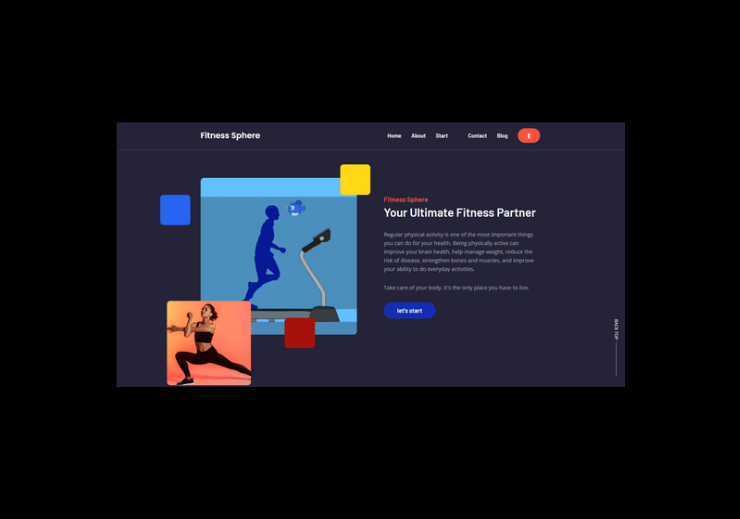 Fitness Sphere
Home About Start Contact Blog
Fitness Sphere
Your Ultimate Fitness Partner
Regular physical activity is one of the most important things
you can do for your health. Being physically active can
improve your brain health, help manage weight, reduce the
risk of disease, strengthen bones and muscles, and improve
your ability to do everyday activities.
Take care of your body. It's the only place you have to live.
let's start
BACK TOP